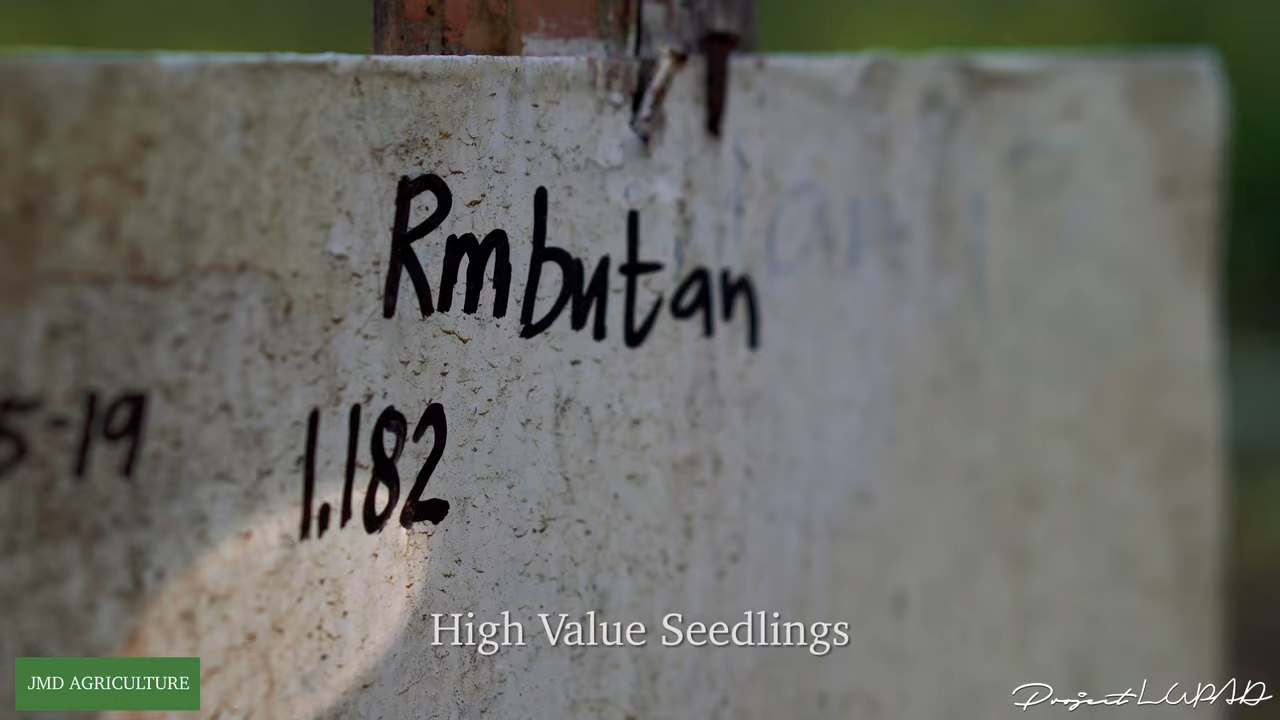 Rmbutan
5-19
1,182
High Value Seedlings
JMD AGRICULTURE
Project LUPAD